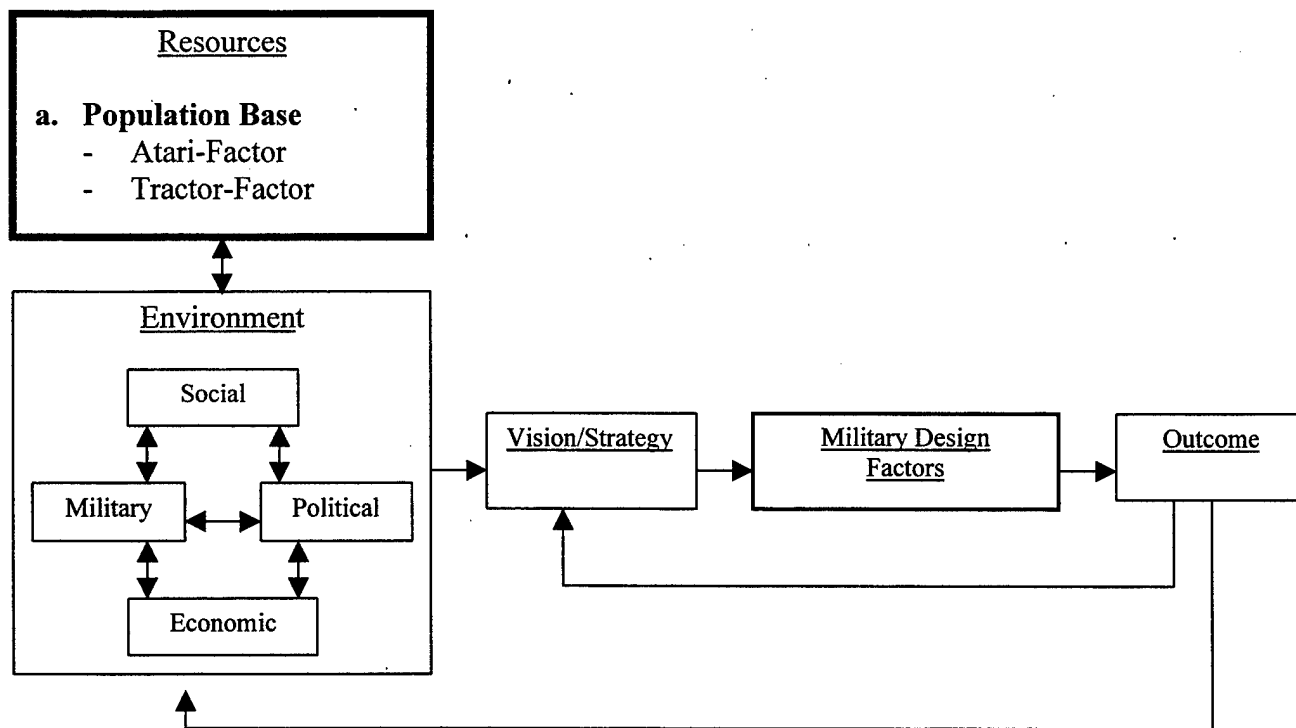 Resources
a. Population Base
- Atari-Factor
- Tractor-Factor
Environment
Social
Military
Political
Economic
Vision/Strategy
Military Design
Factors
Outcome